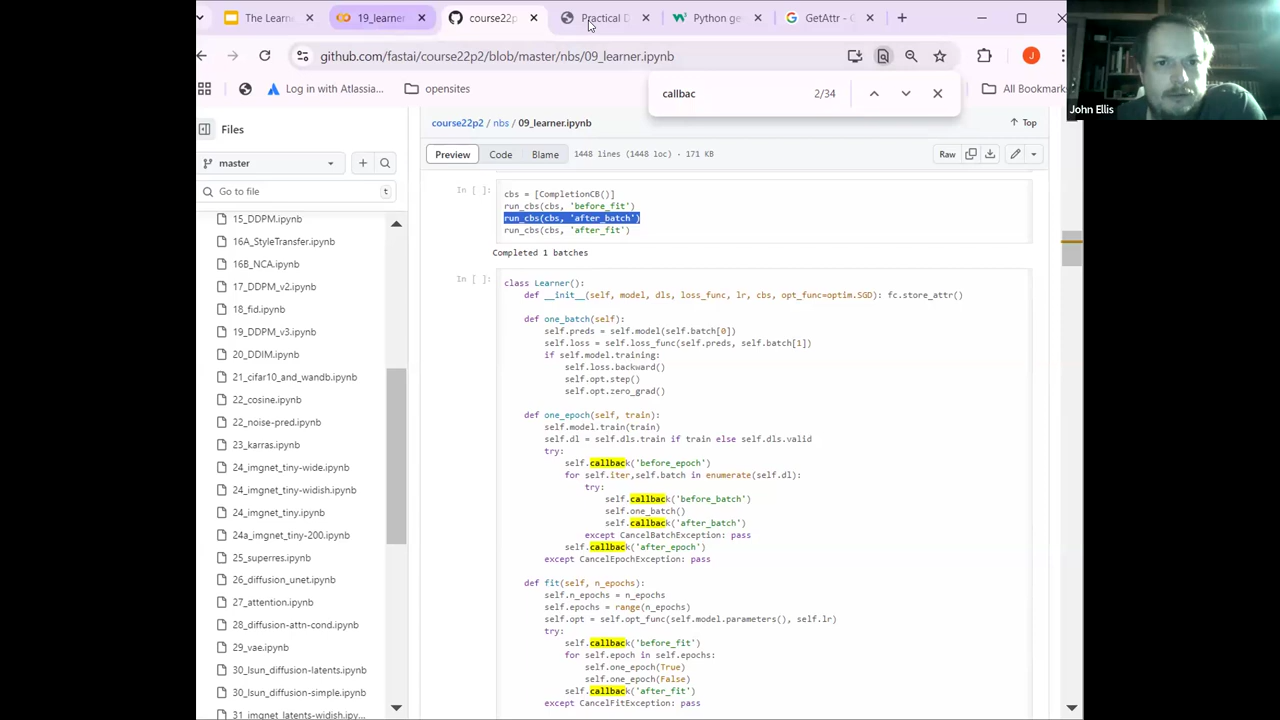 The Learn
19_learner
course22p
Practical D
Python ge
GetAttr - G
github.com/fastai/course22p2/blob/master/nbs/09_learner.ipynb
J
Log in with Atlassia...
opensites
All Bookmarks
callbac
2/34
John Ellis
Files
master
Go to file
t
15_DDPM.ipynb
16A_StyleTransfer.ipynb
16B_NCA.ipynb
17_DDPM_v2.ipynb
18_fid.ipynb
19_DDPM_v3.ipynb
20_DDIM.ipynb
21_cifar10_and_wandb.ipynb
22_cosine.ipynb
22_noise-pred.ipynb
23_karras.ipynb
24_imgnet_tiny-wide.ipynb
24_imgnet_tiny-widish.ipynb
24_imgnet_tiny.ipynb
24a_imgnet_tiny-200.ipynb
25_superres.ipynb
26_diffusion_unet.ipynb
27_attention.ipynb
28_diffusion-attn-cond.ipynb
29_vae.ipynb
30_lsun_diffusion-latents.ipynb
30_lsun_diffusion-simple.ipynb
31_imgnet_latents-widish.ipy...
course22p2 / nbs / 09_learner.ipynb
Top
Preview
Code
Blame
1448 lines (1448 loc) · 171 KB
Raw
In [ ]:
cbs = [CompletionCB()]
run_cbs(cbs, 'before_fit')
run_cbs(cbs, 'after_batch')
run_cbs(cbs, 'after_fit')
Completed 1 batches
In [ ]:
class Learner():
def __init__(self, model, dls, loss_func, lr, cbs, opt_func=optim.SGD): fc.store_attr()
def one_batch(self):
self.preds = self.model(self.batch[0])
self.loss = self.loss_func(self.preds, self.batch[1])
if self.model.training:
self.loss.backward()
self.opt.step()
self.opt.zero_grad()
def one_epoch(self, train):
self.model.train(train)
self.dl = self.dls.train if train else self.dls.valid
try:
self.callback('before_epoch')
for self.iter,self.batch in enumerate(self.dl):
try:
self.callback('before_batch')
self.one_batch()
self.callback('after_batch')
except CancelBatchException: pass
self.callback('after_epoch')
except CancelEpochException: pass
def fit(self, n_epochs):
self.n_epochs = n_epochs
self.epochs = range(n_epochs)
self.opt = self.opt_func(self.model.parameters(), self.lr)
try:
self.callback('before_fit')
for self.epoch in self.epochs:
self.one_epoch(True)
self.one_epoch(False)
self.callback('after_fit')
except CancelFitException: pass